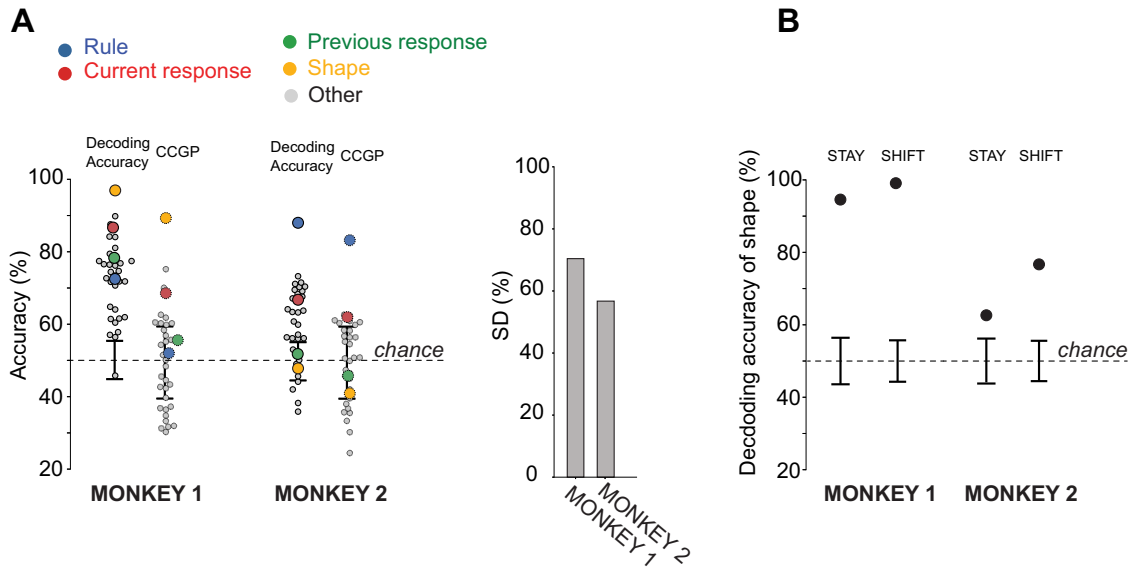 A
Rule
Current response
Previous response
Shape
Other
Decoding
Accuracy
CCGP
Decoding
Accuracy
CCGP
100
80
60
40
20
Accuracy (%)
chance
MONKEY 1
MONKEY 2
100
80
60
40
20
0
SD (%)
MONKEY 1
MONKEY 2
B
STAY
SHIFT
STAY
SHIFT
100
80
60
40
20
Decdoding accuracy of shape (%)
chance
MONKEY 1
MONKEY 2